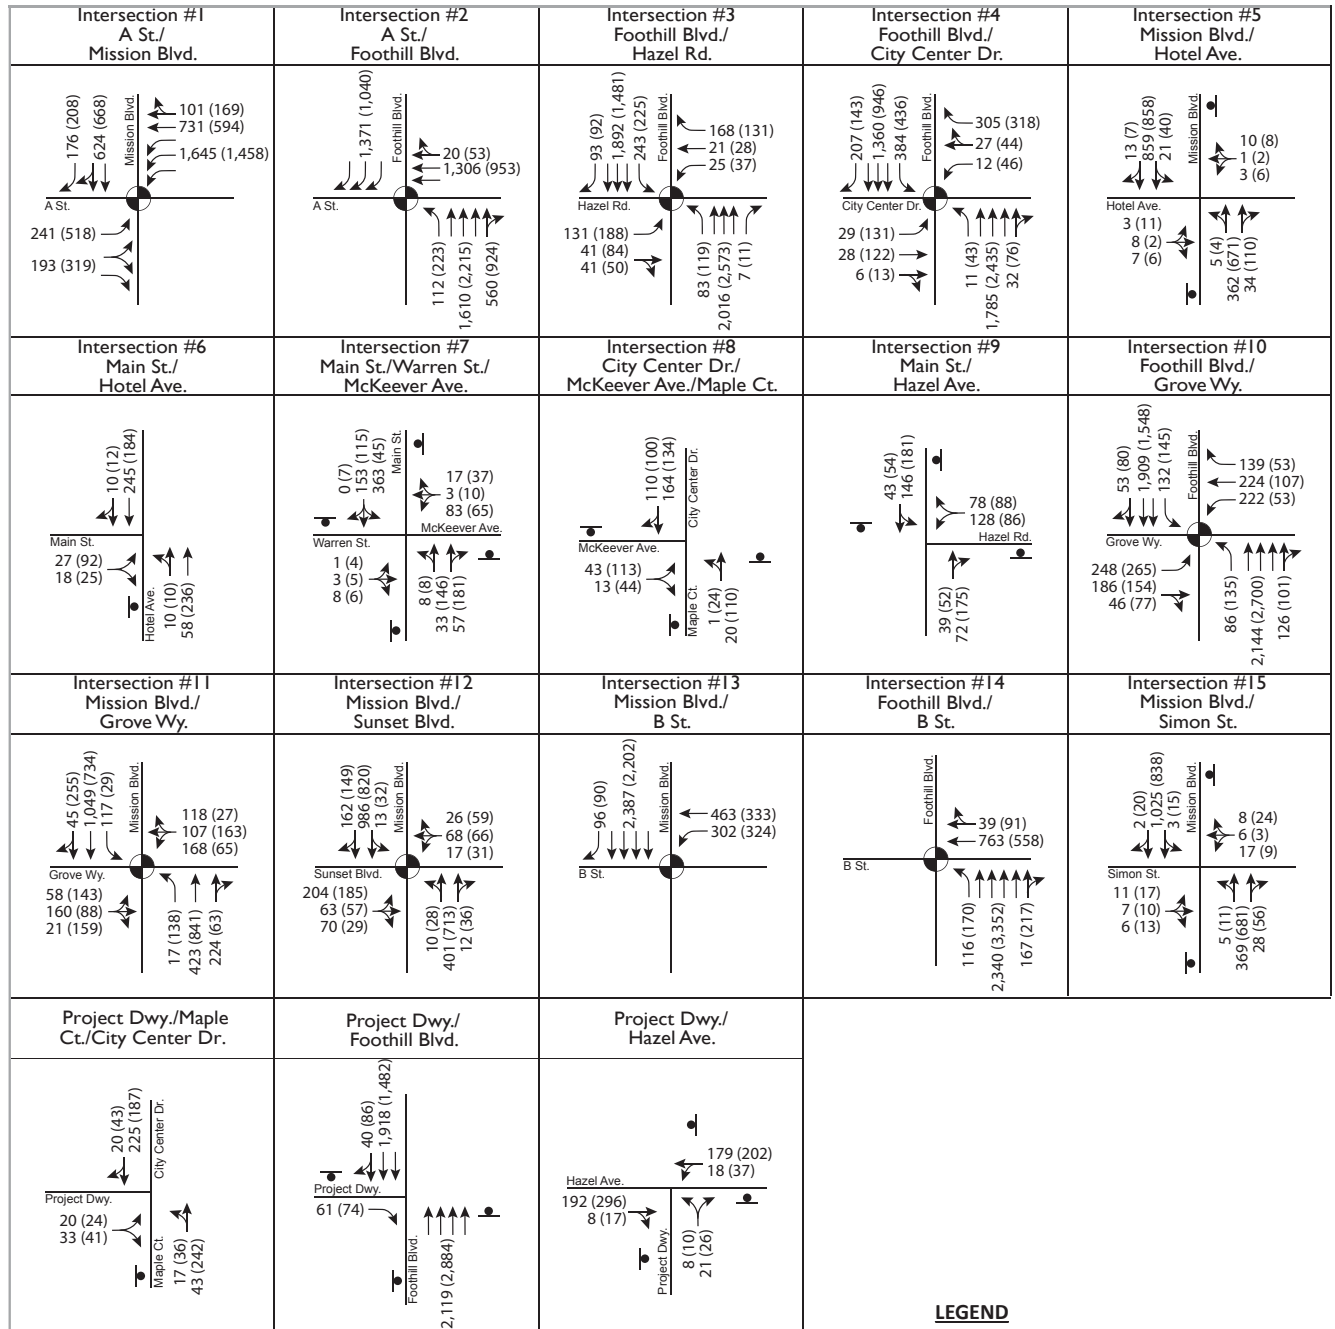 Intersection #1
A St./
Mission Blvd.
176 (208)
624 (668)
Mission Blvd.
101 (169)
731 (594)
1,645 (1,458)
A St.
241 (518)
193 (319)
Intersection #2
A St./
Foothill Blvd.
1,371 (1,040)
Foothill Blvd.
20 (53)
1,306 (953)
A St.
112 (223)
1,610 (2,215)
560 (924)
Intersection #3
Foothill Blvd./
Hazel Rd.
93 (92)
1,892 (1,481)
243 (225)
Foothill Blvd.
168 (131)
21 (28)
25 (37)
Hazel Rd.
131 (188)
41 (84)
41 (50)
83 (119)
2,016 (2,573)
7 (11)
Intersection #4
Foothill Blvd./
City Center Dr.
207 (143)
1,360 (946)
384 (436)
Foothill Blvd.
305 (318)
27 (44)
12 (46)
City Center Dr.
29 (131)
28 (122)
6 (13)
11 (43)
1,785 (2,435)
32 (76)
Intersection #5
Mission Blvd./
Hotel Ave.
13 (7)
859 (858)
21 (40)
Mission Blvd.
10 (8)
1 (2)
3 (6)
Hotel Ave.
3 (11)
8 (2)
7 (6)
5 (4)
362 (671)
34 (110)
Intersection #6
Main St./
Hotel Ave.
10 (12)
245 (184)
Main St.
27 (92)
18 (25)
Hotel Ave.
10 (10)
58 (236)
Intersection #7
Main St./Warren St./
McKeever Ave.
0 (7)
153 (115)
363 (45)
Main St.
17 (37)
3 (10)
83 (65)
McKeever Ave.
Warren St.
1 (4)
3 (5)
8 (6)
8 (8)
33 (146)
57 (181)
Intersection #8
City Center Dr./
McKeever Ave./Maple Ct.
110 (100)
164 (134)
City Center Dr.
McKeever Ave.
43 (113)
13 (44)
Maple Ct.
1 (24)
20 (110)
Intersection #9
Main St./
Hazel Ave.
43 (54)
146 (181)
78 (88)
128 (86)
Hazel Rd.
39 (52)
72 (175)
Intersection #10
Foothill Blvd./
Grove Wy.
53 (80)
1,909 (1,548)
132 (145)
Foothill Blvd.
139 (53)
224 (107)
222 (53)
Grove Wy.
248 (265)
186 (154)
46 (77)
86 (135)
2,144 (2,700)
126 (101)
Intersection #11
Mission Blvd./
Grove Wy.
45 (255)
1,049 (734)
117 (29)
Mission Blvd.
118 (27)
107 (163)
168 (65)
Grove Wy.
58 (143)
160 (88)
21 (159)
17 (138)
423 (841)
224 (63)
Intersection #12
Mission Blvd./
Sunset Blvd.
162 (149)
986 (820)
13 (32)
Mission Blvd.
26 (59)
68 (66)
17 (31)
Sunset Blvd.
204 (185)
63 (57)
70 (29)
10 (28)
401 (713)
12 (36)
Intersection #13
Mission Blvd./
B St.
96 (90)
2,387 (2,202)
Mission Blvd.
463 (333)
302 (324)
B St.
Intersection #14
Foothill Blvd./
B St.
Foothill Blvd.
39 (91)
763 (558)
B St.
116 (170)
2,340 (3,352)
167 (217)
Intersection #15
Mission Blvd./
Simon St.
2 (20)
1,025 (838)
3 (15)
Mission Blvd.
8 (24)
6 (3)
17 (9)
Simon St.
11 (17)
7 (10)
6 (13)
5 (11)
369 (681)
28 (56)
Project Dwy./Maple
Ct./City Center Dr.
20 (43)
225 (187)
City Center Dr.
Project Dwy.
20 (24)
33 (41)
Maple Ct.
17 (36)
43 (242)
Project Dwy./
Foothill Blvd.
40 (86)
1,918 (1,482)
Project Dwy.
61 (74)
Foothill Blvd.
2,119 (2,884)
Project Dwy./
Hazel Ave.
179 (202)
18 (37)
Hazel Ave.
192 (296)
8 (17)
Project Dwy.
8 (10)
21 (26)
LEGEND